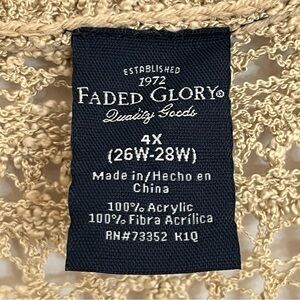 ESTABLISHED
1972
FADED GLORY®
Quality Goods
4X
(26W-28W)
Made in/Hecho en
China
100% Acrylic
100% Fibra Acrílica
RN#73352 K1Q